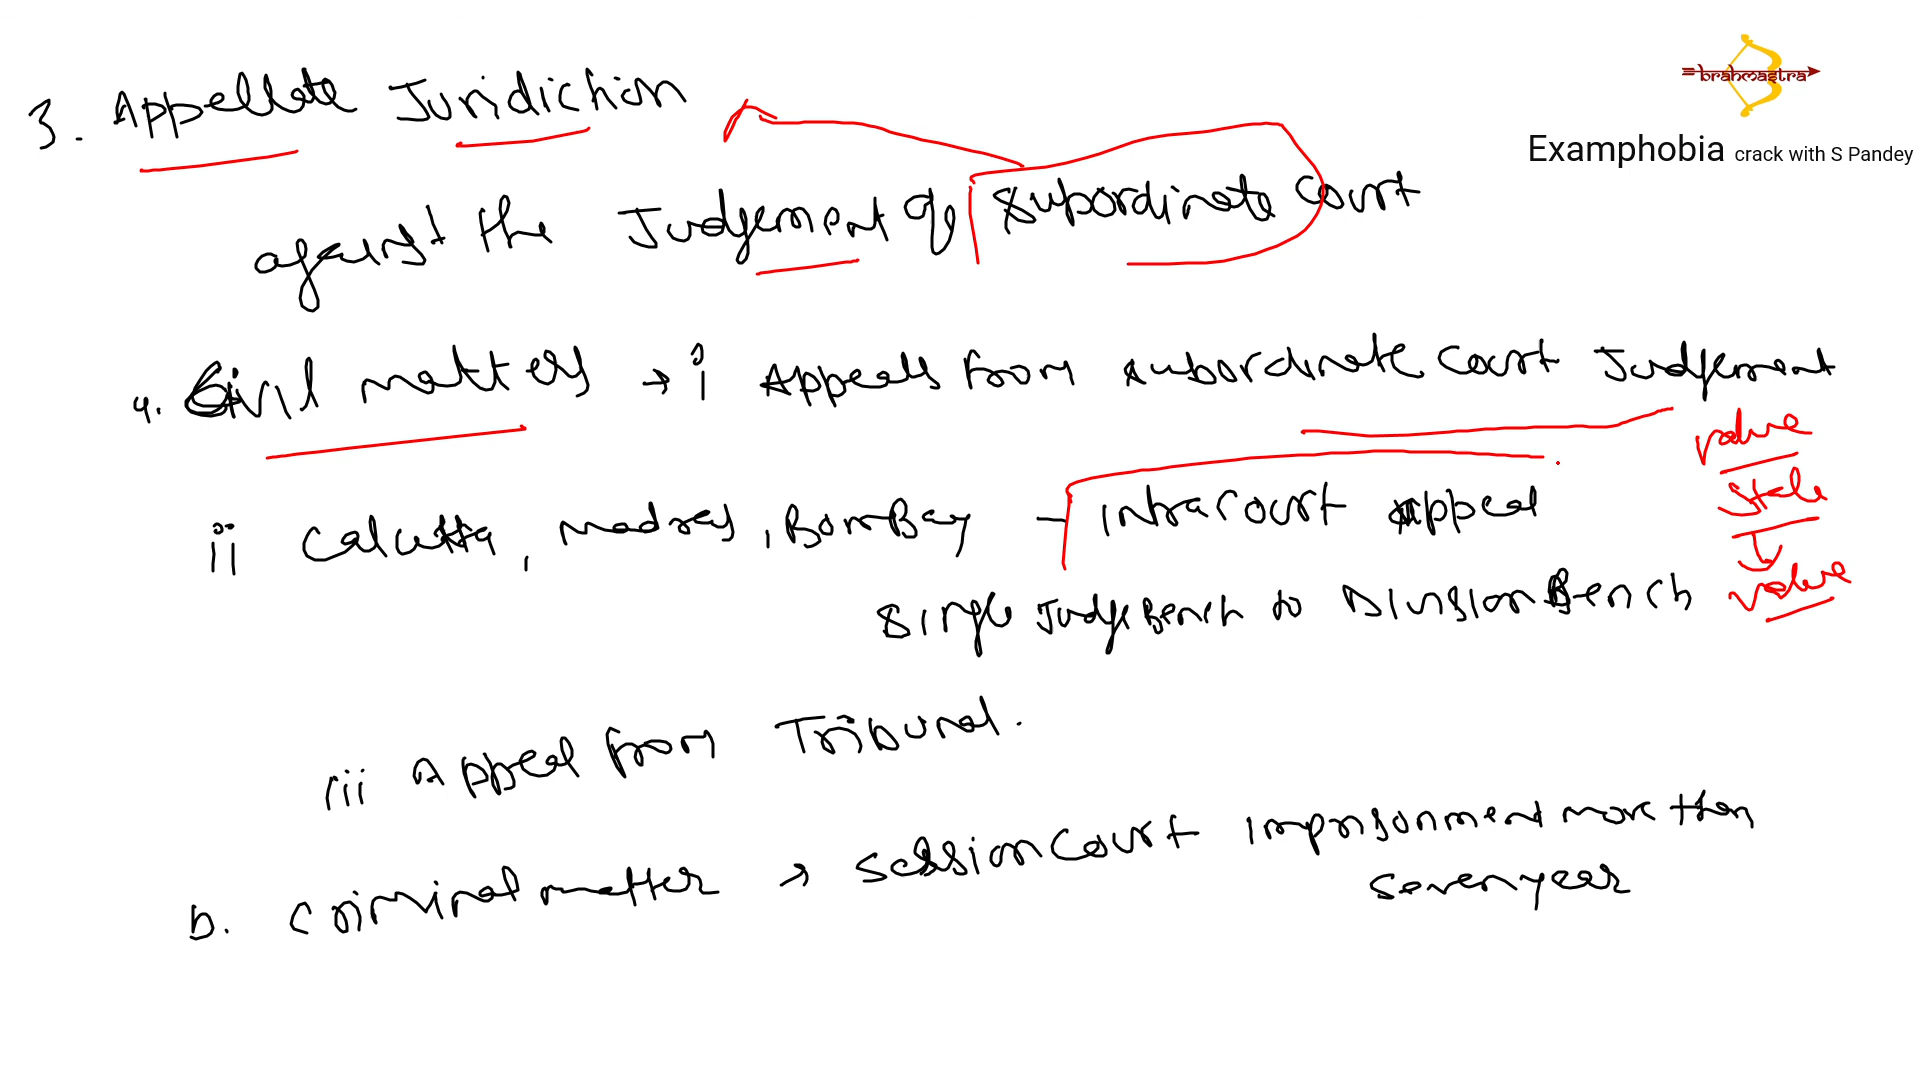 brahmastra
Examphobia crack with S Pandey
3. Appellate Juridiction
against the Judgement of subordinate court
a. Civil matters → i Appeals from subordinate court Judgement
value
state
value
ii Calcutta, Madras, Bombay - intra court appeal
single Judge Bench to Division Bench
iii Appeal from Tribunal.
b. criminal matter → session court imprisonment more than
seven year